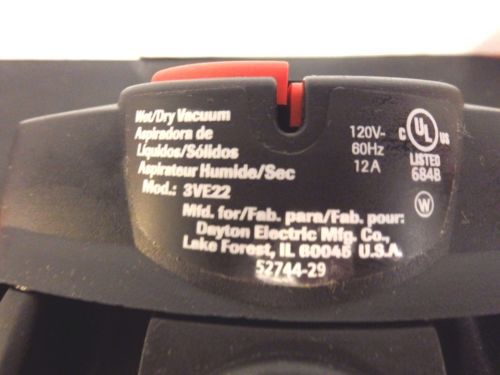 Wet/Dry Vacuum
Aspiradora de
Líquidos/Sólidos
Aspirateur Humide/Sec
Mod.: 3VE22
120V~
60Hz
12A
C UL US
LISTED
684B
W
Mfd. for/Fab. para/Fab. pour:
Dayton Electric Mfg. Co.,
Lake Forest, IL 60045 U.S.A.
52744-29